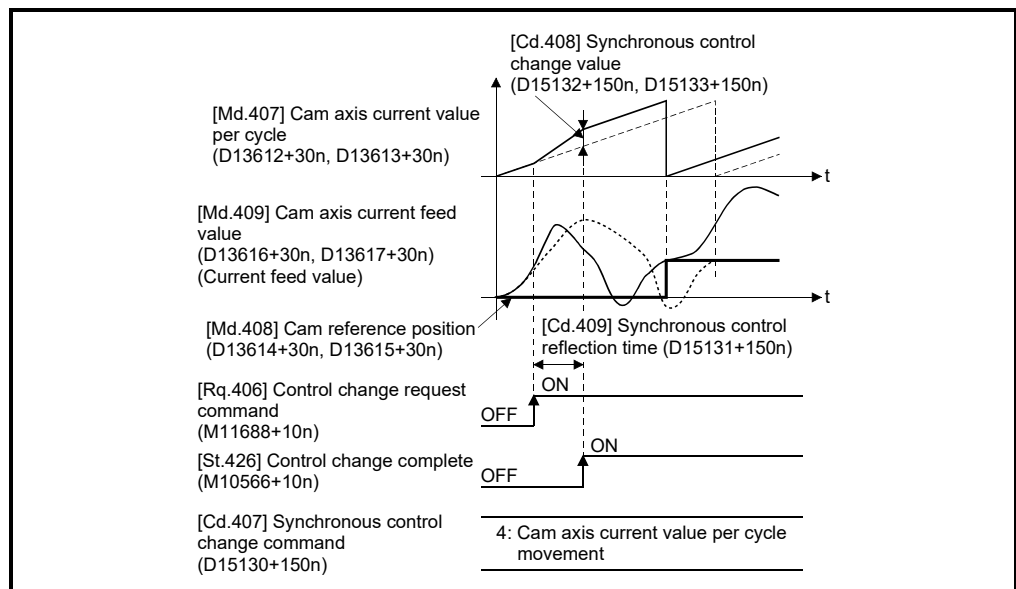 [Cd.408] Synchronous control
change value
(D15132+150n, D15133+150n)
[Md.407] Cam axis current value
per cycle
(D13612+30n, D13613+30n)
t
[Md.409] Cam axis current feed
value
(D13616+30n, D13617+30n)
(Current feed value)
t
[Md.408] Cam reference position
(D13614+30n, D13615+30n)
[Cd.409] Synchronous control
reflection time (D15131+150n)
[Rq.406] Control change request
command
(M11688+10n)
ON
OFF
[St.426] Control change complete
(M10566+10n)
ON
OFF
[Cd.407] Synchronous control
change command
(D15130+150n)
4: Cam axis current value per cycle
movement